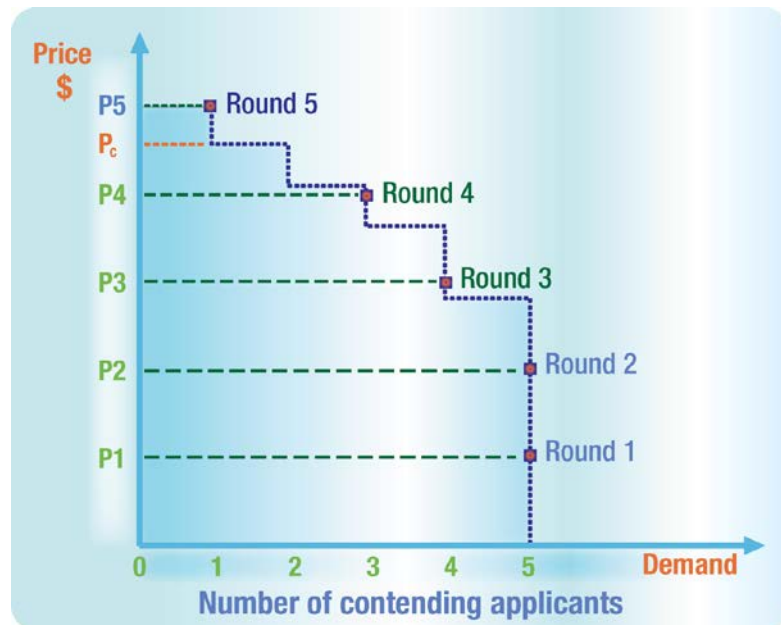 Price
$
P5
Round 5
Pc
P4
Round 4
P3
Round 3
P2
Round 2
P1
Round 1
0 1 2 3 4 5 Demand
Number of contending applicants